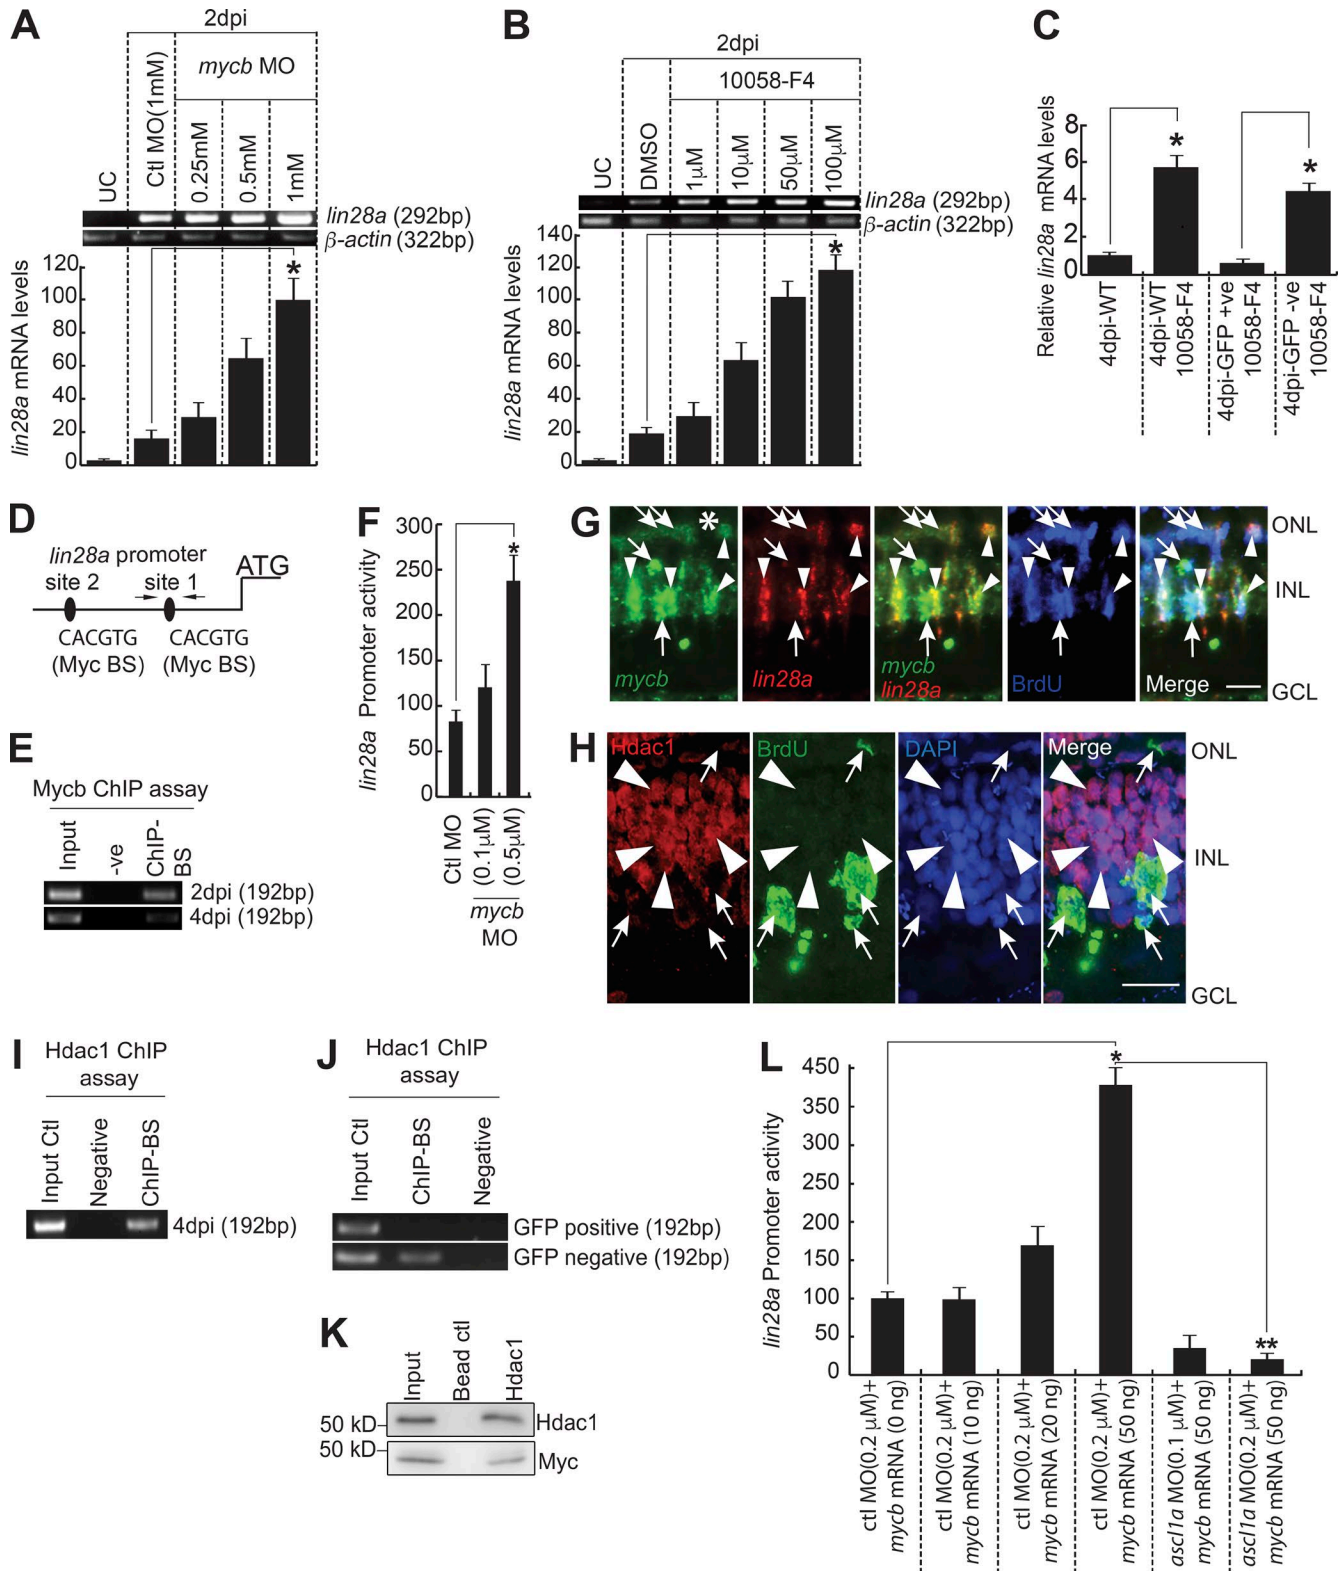 A
2dpi
mycb MO
UC
Ctl MO(1mM)
0.25mM
0.5mM
1mM
lin28a (292bp)
β-actin (322bp)
lin28a mRNA levels
120
100
80
60
40
20
0
*
B
2dpi
10058-F4
UC
DMSO
1μM
10μM
50μM
100μM
lin28a (292bp)
β-actin (322bp)
lin28a mRNA levels
140
120
100
80
60
40
20
0
*
C
Relative lin28a mRNA levels
8
6
4
2
0
*
*
4dpi-WT
4dpi-WT
10058-F4
4dpi-GFP +ve
10058-F4
4dpi-GFP -ve
10058-F4
D
lin28a promoter
site 2
site 1
ATG
CACGTG
(Myc BS)
CACGTG
(Myc BS)
E
Mycb ChIP assay
Input
-ve
ChIP-
BS
2dpi (192bp)
4dpi (192bp)
F
lin28a Promoter activity
300
250
200
150
100
50
0
*
Ctl MO
(0.1μM)
(0.5μM)
mycb
MO
G
*
mycb
lin28a
mycb
lin28a
BrdU
Merge
ONL
INL
GCL
H
Hdac1
BrdU
DAPI
Merge
ONL
INL
GCL
I
Hdac1 ChIP
assay
Input Ctl
Negative
ChIP-BS
4dpi (192bp)
J
Hdac1 ChIP
assay
Input Ctl
ChIP-BS
Negative
GFP positive (192bp)
GFP negative (192bp)
K
Input
Bead ctl
Hdac1
50 kD
Hdac1
50 kD
Myc
L
lin28a Promoter activity
450
350
300
450
200
150
100
50
0
*
**
ctl MO(0.2 μM)+
mycb mRNA (0 ng)
ctl MO(0.2 μM)+
mycb mRNA (10 ng)
ctl MO(0.2 μM)+
mycb mRNA (20 ng)
ctl MO(0.2 μM)+
mycb mRNA (50 ng)
ascl1a MO(0.1 μM)+
mycb mRNA (50 ng)
ascl1a MO(0.2 μM)+
mycb mRNA (50 ng)